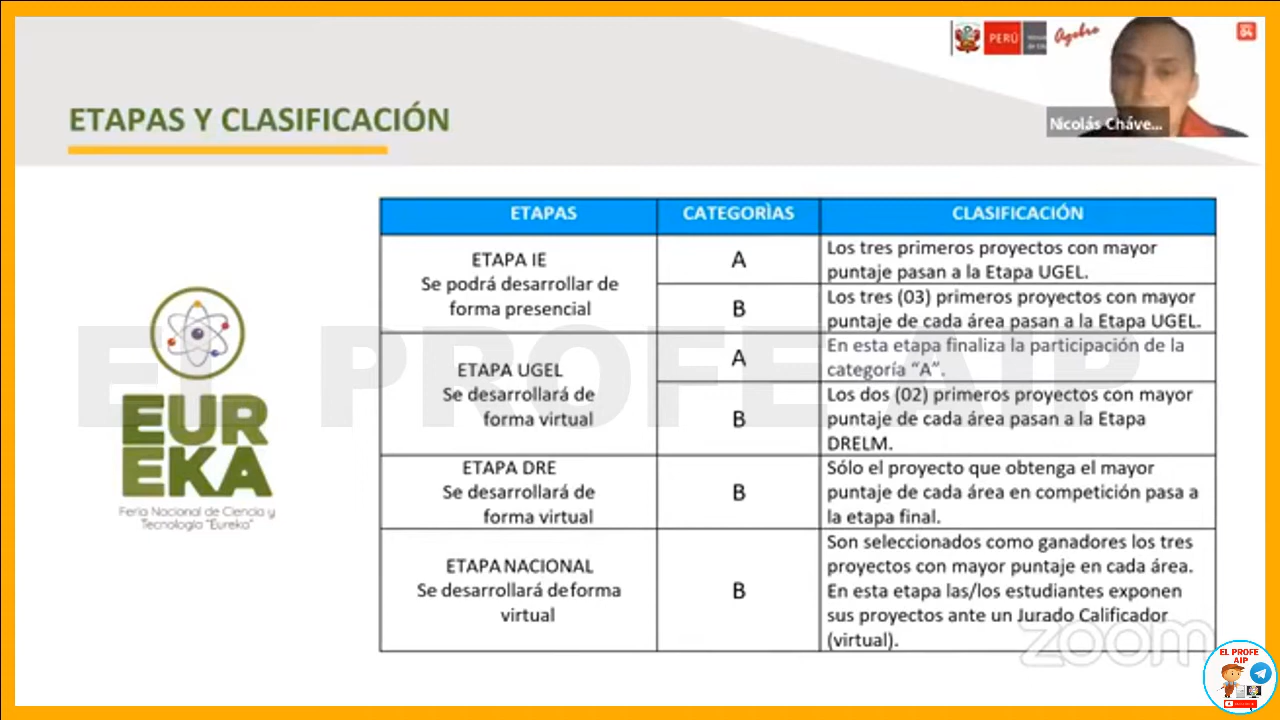 PERÚ
ETAPAS Y CLASIFICACIÓN
Nicolás Cháve...
ETAPAS
CATEGORÌAS
CLASIFICACIÓN
ETAPA IE
Se podrá desarrollar de
forma presencial
A
Los tres primeros proyectos con mayor
puntaje pasan a la Etapa UGEL.
B
Los tres (03) primeros proyectos con mayor
puntaje de cada área pasan a la Etapa UGEL.
ETAPA UGEL
Se desarrollará de
forma virtual
A
En esta etapa finaliza la participación de la
categoría “A”.
B
Los dos (02) primeros proyectos con mayor
puntaje de cada área pasan a la Etapa
DRELM.
ETAPA DRE
Se desarrollará de
forma virtual
B
Sólo el proyecto que obtenga el mayor
puntaje de cada área en competición pasa a
la etapa final.
ETAPA NACIONAL
Se desarrollará de forma
virtual
B
Son seleccionados como ganadores los tres
proyectos con mayor puntaje en cada área.
En esta etapa las/los estudiantes exponen
sus proyectos ante un Jurado Calificador
(virtual).
EUR
EKA
Feria Nacional de Ciencia y
Tecnología "Eureka"
EL PROFE AIP
zoom
EL PROFE
AIP